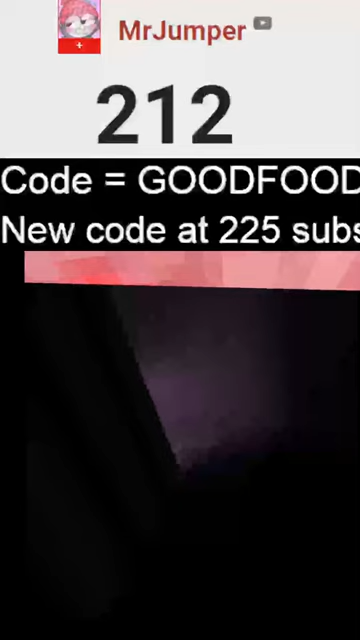 MrJumper
212
Code = GOODFOOD
New code at 225 subs